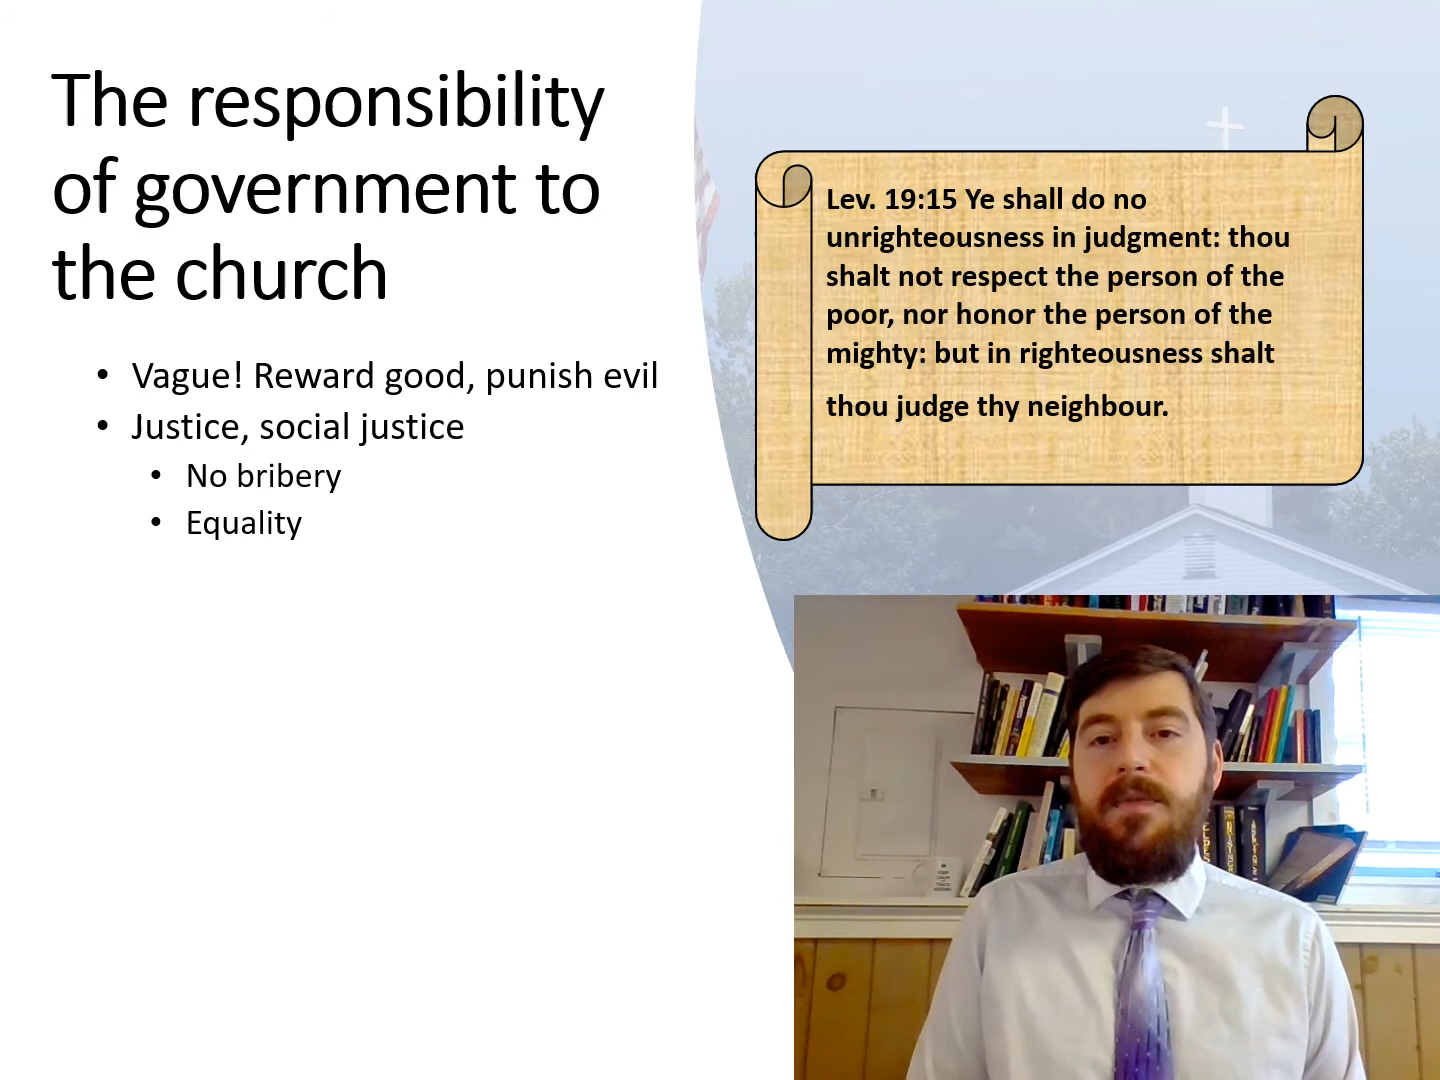 The responsibility
of government to
the church
• Vague! Reward good, punish evil
• Justice, social justice
• No bribery
• Equality
Lev. 19:15 Ye shall do no
unrighteousness in judgment: thou
shalt not respect the person of the
poor, nor honor the person of the
mighty: but in righteousness shalt
thou judge thy neighbour.